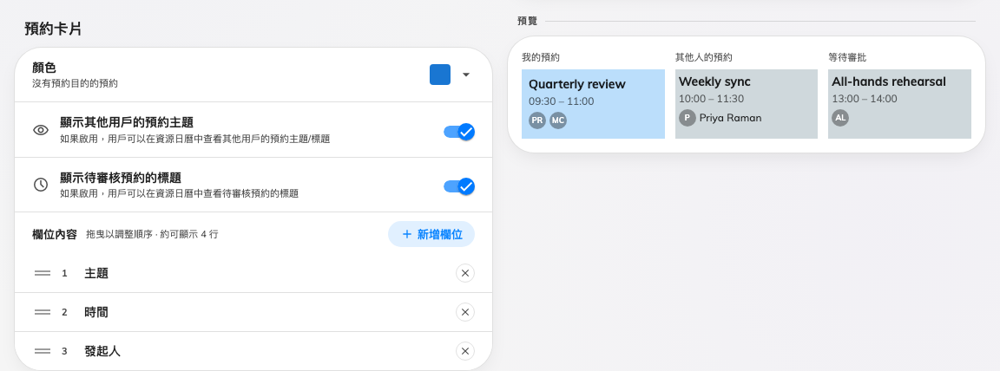 預約卡片
顏色
沒有預約目的的預約
顯示其他用戶的預約主題
如果啟用，用戶可以在資源日曆中查看其他用戶的預約主題/標題
顯示待審核預約的標題
如果啟用，用戶可以在資源日曆中查看待審核預約的標題
欄位內容 拖曳以調整順序 · 約可顯示 4 行
+ 新增欄位
1 主題
2 時間
3 發起人
預覽
我的預約
Quarterly review
09:30 – 11:00
PR MC
其他人的預約
Weekly sync
10:00 – 11:30
P Priya Raman
等待審批
All-hands rehearsal
13:00 – 14:00
AL